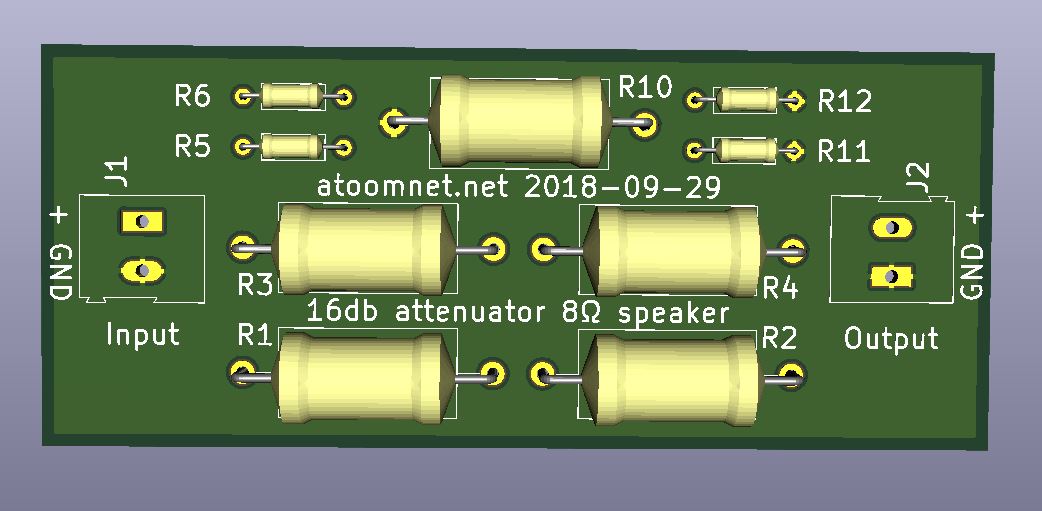 R6
R10
R12
R5
R11
J1
atoomnet.net 2018-09-29
J2
+
GND
+
GND
R3
R4
16db attenuator 8Ω speaker
Input
R1
R2
Output